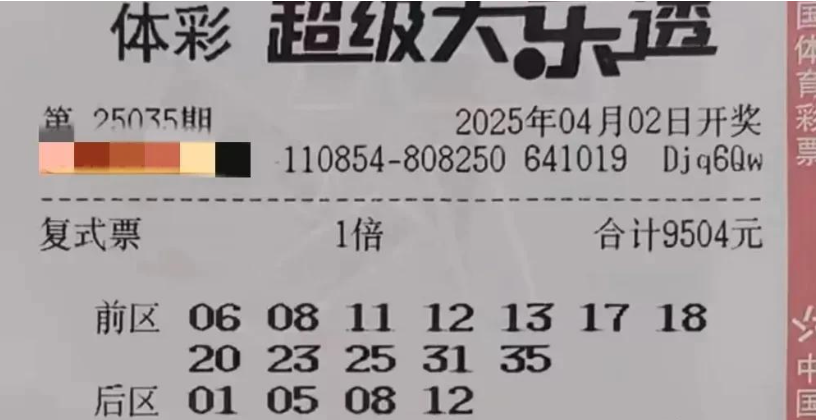 体彩 超级大乐透
第 25035期 2025年04月02日开奖
110854-808250 641019 Djq6Qw
复式票 1倍 合计9504元
前区 06 08 11 12 13 17 18
20 23 25 31 35
后区 01 05 08 12
国体育彩票
中国